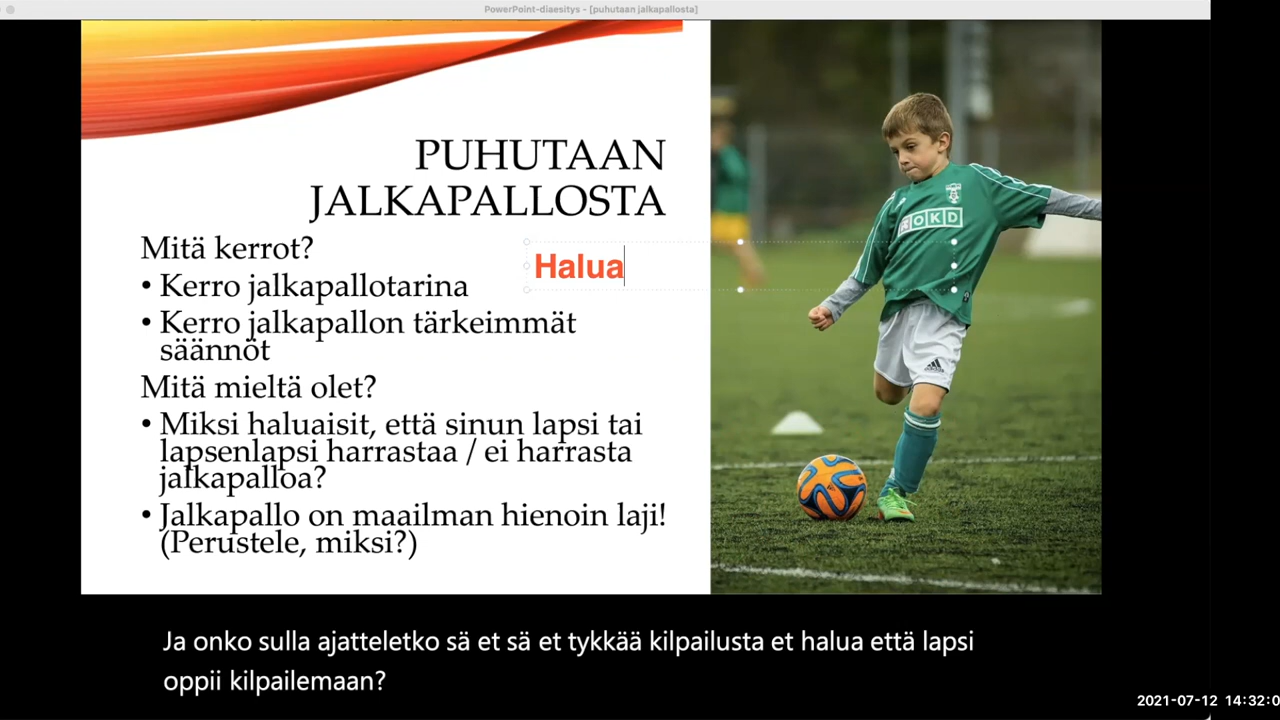 PowerPoint-diaesitys - [puhutaan jalkapallosta]
PUHUTAAN
JALKAPALLOSTA
Mitä kerrot?
Halua
• Kerro jalkapallotarina
• Kerro jalkapallon tärkeimmät
säännöt
Mitä mieltä olet?
• Miksi haluaisit, että sinun lapsi tai
lapsenlapsi harrastaa / ei harrasta
jalkapalloa?
• Jalkapallo on maailman hienoin laji!
(Perustele, miksi?)
OKD
adidas
Ja onko sulla ajatteletko sä et sä et tykkää kilpailusta et halua että lapsi
oppii kilpailemaan?
2021-07-12 14:32:0